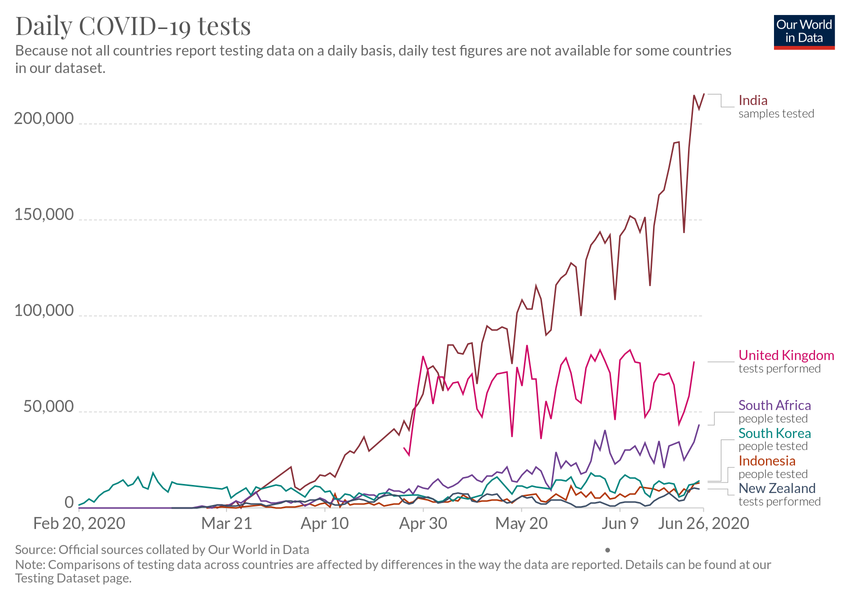 Daily COVID-19 tests
Our World
in Data
Because not all countries report testing data on a daily basis, daily test figures are not available for some countries
in our dataset.
200,000
150,000
100,000
50,000
0
India
samples tested
United Kingdom
tests performed
South Africa
people tested
South Korea
people tested
Indonesia
people tested
New Zealand
tests performed
Feb 20, 2020
Mar 21
Apr 10
Apr 30
May 20
Jun 9
Jun 26, 2020
Source: Official sources collated by Our World in Data
Note: Comparisons of testing data across countries are affected by differences in the way the data are reported. Details can be found at our
Testing Dataset page.